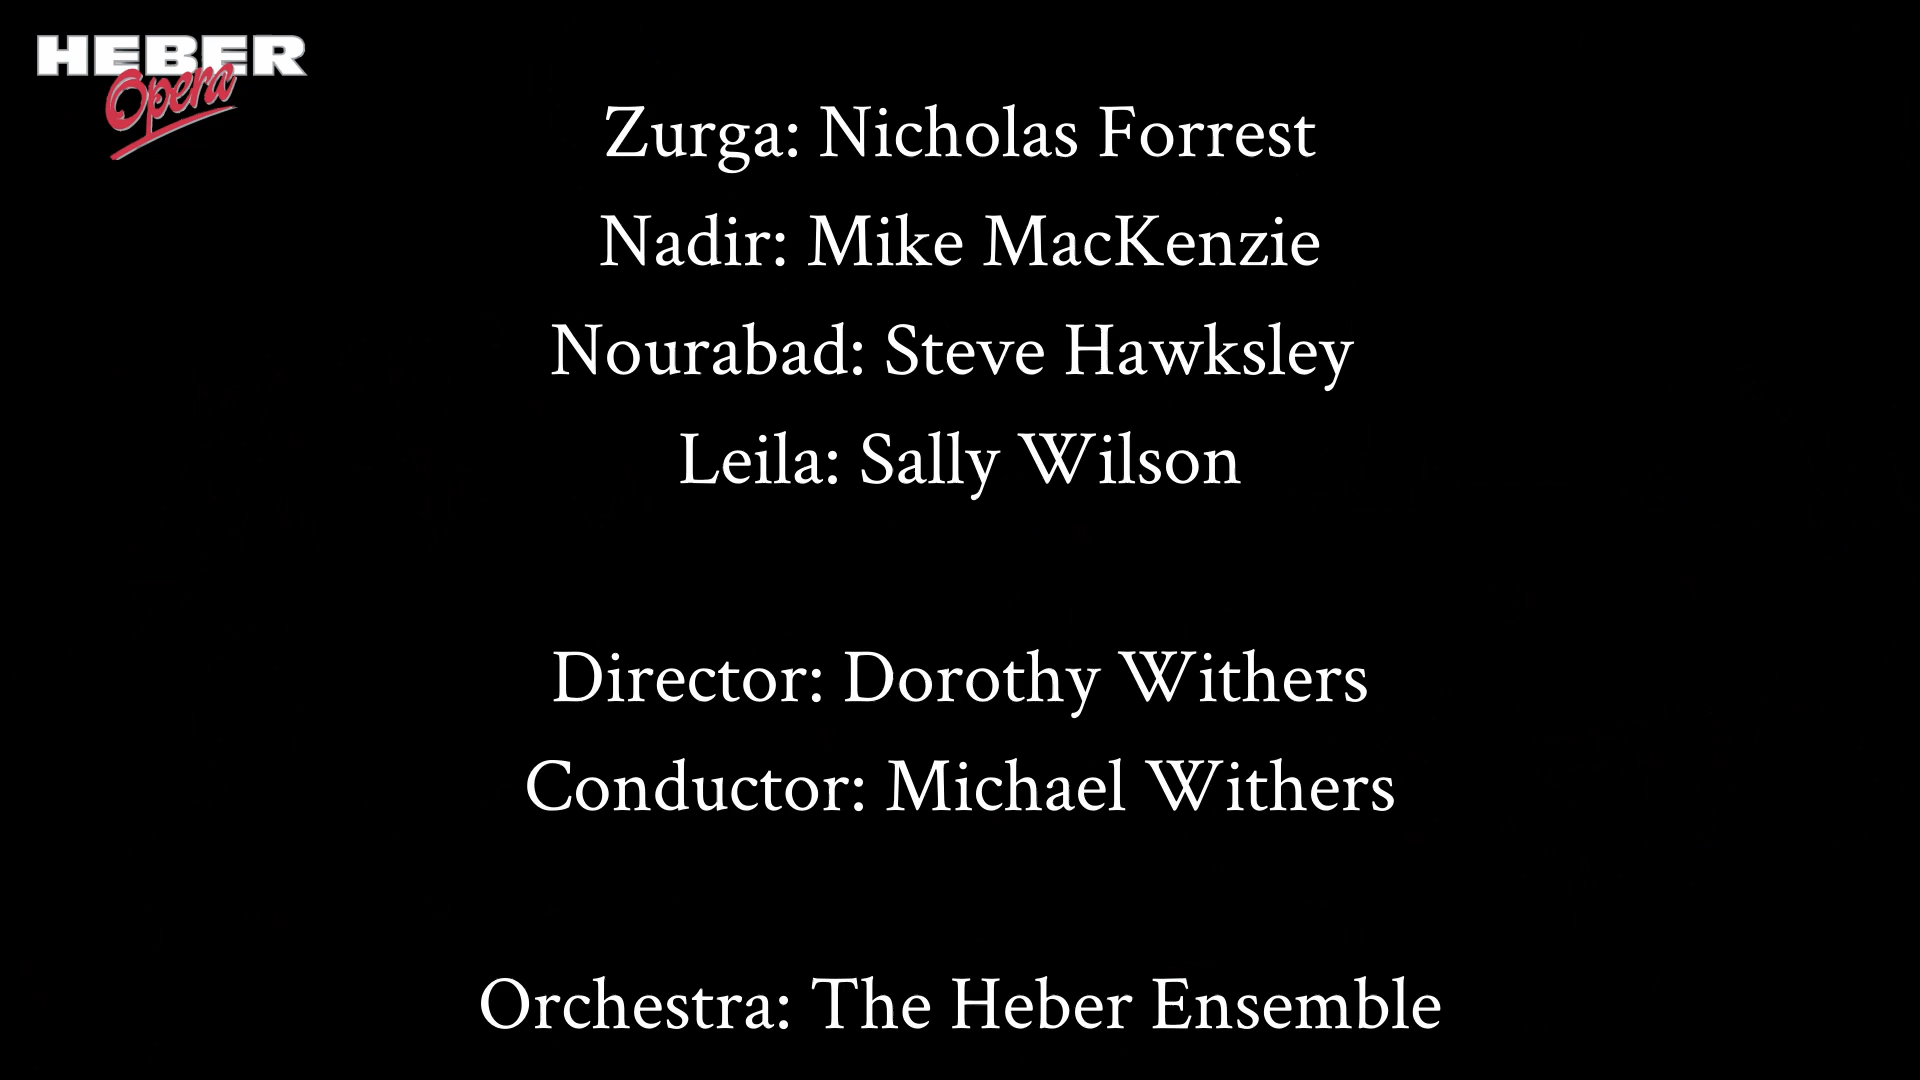 HEBER
Opera
Zurga: Nicholas Forrest
Nadir: Mike MacKenzie
Nourabad: Steve Hawksley
Leila: Sally Wilson
Director: Dorothy Withers
Conductor: Michael Withers
Orchestra: The Heber Ensemble